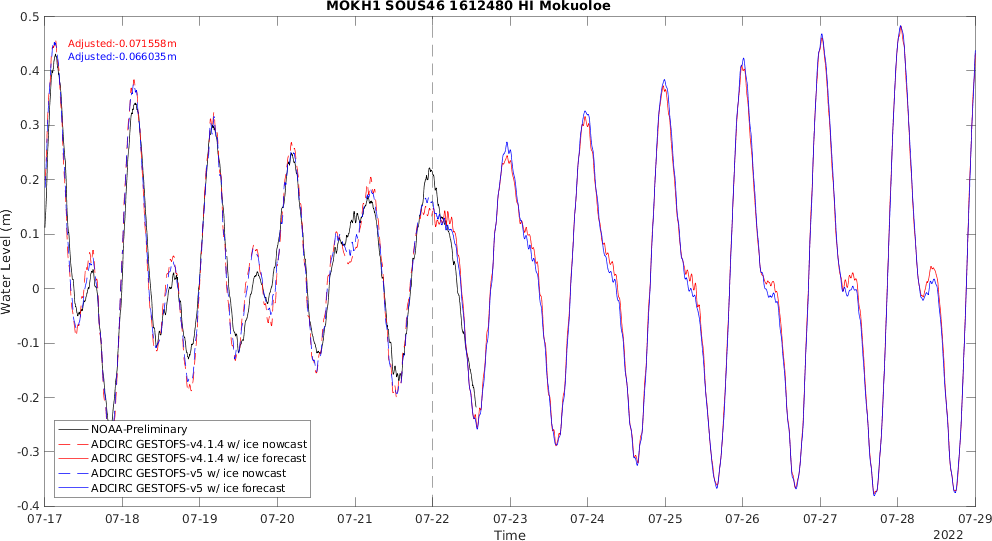 MOKH1 SOUS46 1612480 HI Mokuoloe
Adjusted:-0.071558m
Adjusted:-0.066035m
0.5
0.4
0.3
0.2
0.1
0
-0.1
-0.2
-0.3
-0.4
Water Level (m)
NOAA-Preliminary
ADCIRC GESTOFS-v4.1.4 w/ ice nowcast
ADCIRC GESTOFS-v4.1.4 w/ ice forecast
ADCIRC GESTOFS-v5 w/ ice nowcast
ADCIRC GESTOFS-v5 w/ ice forecast
07-17 07-18 07-19 07-20 07-21 07-22 07-23 07-24 07-25 07-26 07-27 07-28 07-29
Time
2022